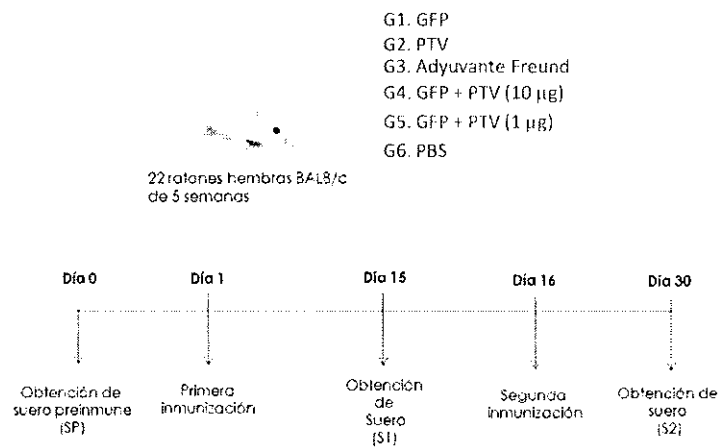 G1. GFP
G2. PTV
G3. Adyuvante Freund
G4. GFP + PTV (10 µg)
G5. GFP + PTV (1 µg)
G6. PBS
22 ratones hembras BALB/c
de 5 semanas
Día 0
Día 1
Día 15
Día 16
Día 30
Obtención de
suero preinmune
(SP)
Primera
inmunización
Obtención
de
Suero
(S1)
Segunda
inmunización
Obtención de
suero
(S2)